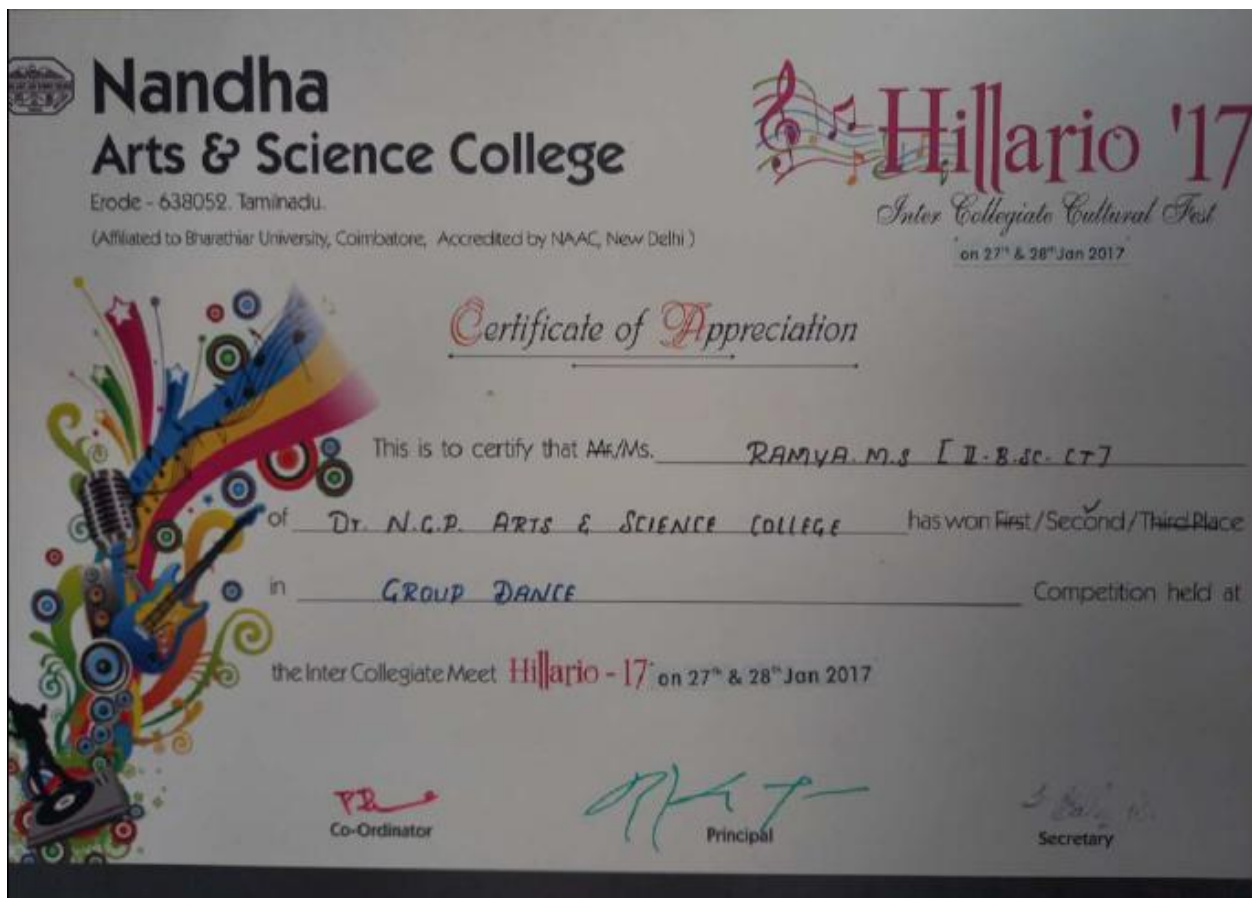 Nandha
Arts & Science College
Erode - 638052. Tamilnadu.
(Affiliated to Bharathiar University, Coimbatore, Accredited by NAAC, New Delhi )
Hillario '17
Inter Collegiate Cultural Fest
on 27th & 28th Jan 2017
Certificate of Appreciation
This is to certify that Mr./Ms. RAMYA. M.S [ II - B.SC - CT ]
of Dr. N.G.P. ARTS & SCIENCE COLLEGE has won First / Second / Third Place
in GROUP DANCE Competition held at
the Inter Collegiate Meet Hillario - 17 on 27th & 28th Jan 2017
Co-Ordinator
Principal
Secretary